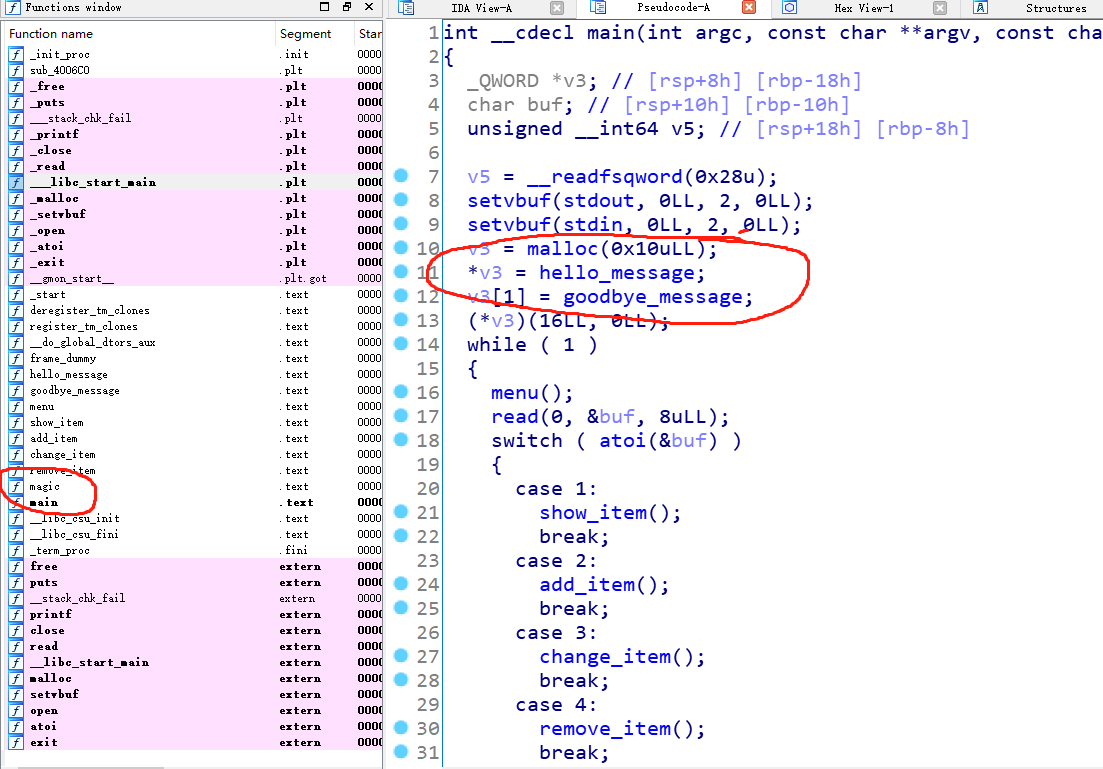 Functions window
Function name Segment Star
_init_proc .init 0000
sub_4006C0 .plt 0000
_free .plt 0000
_puts .plt 0000
___stack_chk_fail .plt 0000
_printf .plt 0000
_close .plt 0000
_read .plt 0000
___libc_start_main .plt 0000
_malloc .plt 0000
_setvbuf .plt 0000
_open .plt 0000
_atoi .plt 0000
_exit .plt 0000
__gmon_start__ .plt.got 0000
_start .text 0000
deregister_tm_clones .text 0000
register_tm_clones .text 0000
__do_global_dtors_aux .text 0000
frame_dummy .text 0000
hello_message .text 0000
goodbye_message .text 0000
menu .text 0000
show_item .text 0000
add_item .text 0000
change_item .text 0000
remove_item .text 0000
magic .text 0000
main .text 0000
__libc_csu_init .text 0000
__libc_csu_fini .text 0000
_term_proc .fini 0000
free extern 0000
puts extern 0000
__stack_chk_fail extern 0000
printf extern 0000
close extern 0000
read extern 0000
__libc_start_main extern 0000
malloc extern 0000
setvbuf extern 0000
open extern 0000
atoi extern 0000
exit extern 0000
IDA View-A Pseudocode-A Hex View-1 Structures
1 int __cdecl main(int argc, const char **argv, const cha
2 {
3 _QWORD *v3; // [rsp+8h] [rbp-18h]
4 char buf; // [rsp+10h] [rbp-10h]
5 unsigned __int64 v5; // [rsp+18h] [rbp-8h]
6
7 v5 = __readfsqword(0x28u);
8 setvbuf(stdout, 0LL, 2, 0LL);
9 setvbuf(stdin, 0LL, 2, 0LL);
10 v3 = malloc(0x10uLL);
11 *v3 = hello_message;
12 v3[1] = goodbye_message;
13 (*v3)(16LL, 0LL);
14 while ( 1 )
15 {
16 menu();
17 read(0, &buf, 8uLL);
18 switch ( atoi(&buf) )
19 {
20 case 1:
21 show_item();
22 break;
23 case 2:
24 add_item();
25 break;
26 case 3:
27 change_item();
28 break;
29 case 4:
30 remove_item();
31 break;